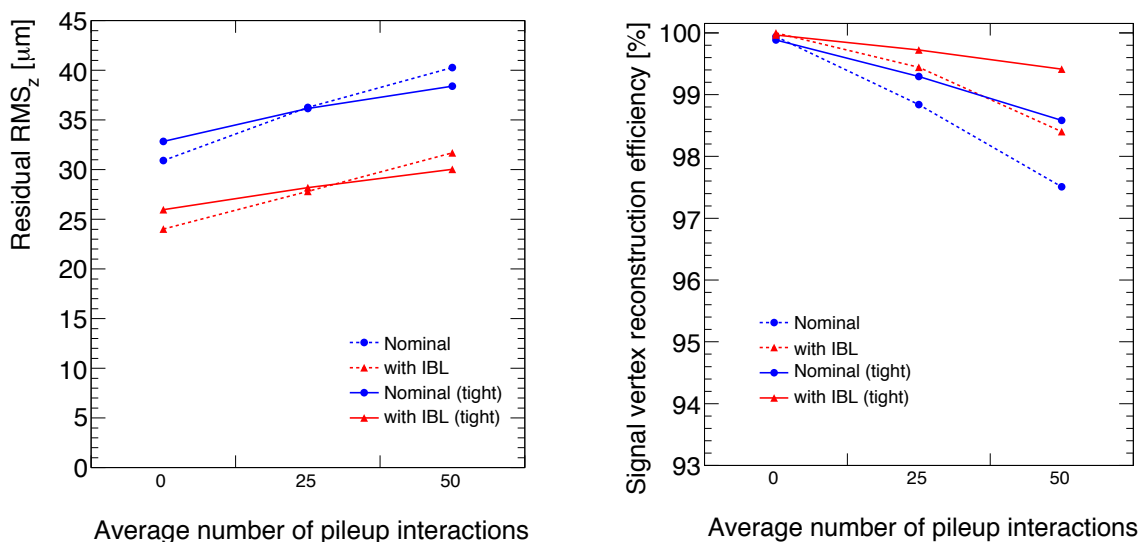 Residual RMS_z [μm]
45
40
35
30
25
20
15
10
5
0
0 25 50
Average number of pileup interactions
Nominal
with IBL
Nominal (tight)
with IBL (tight)
Signal vertex reconstruction efficiency [%]
100
99
98
97
96
95
94
93
0 25 50
Average number of pileup interactions
Nominal
with IBL
Nominal (tight)
with IBL (tight)